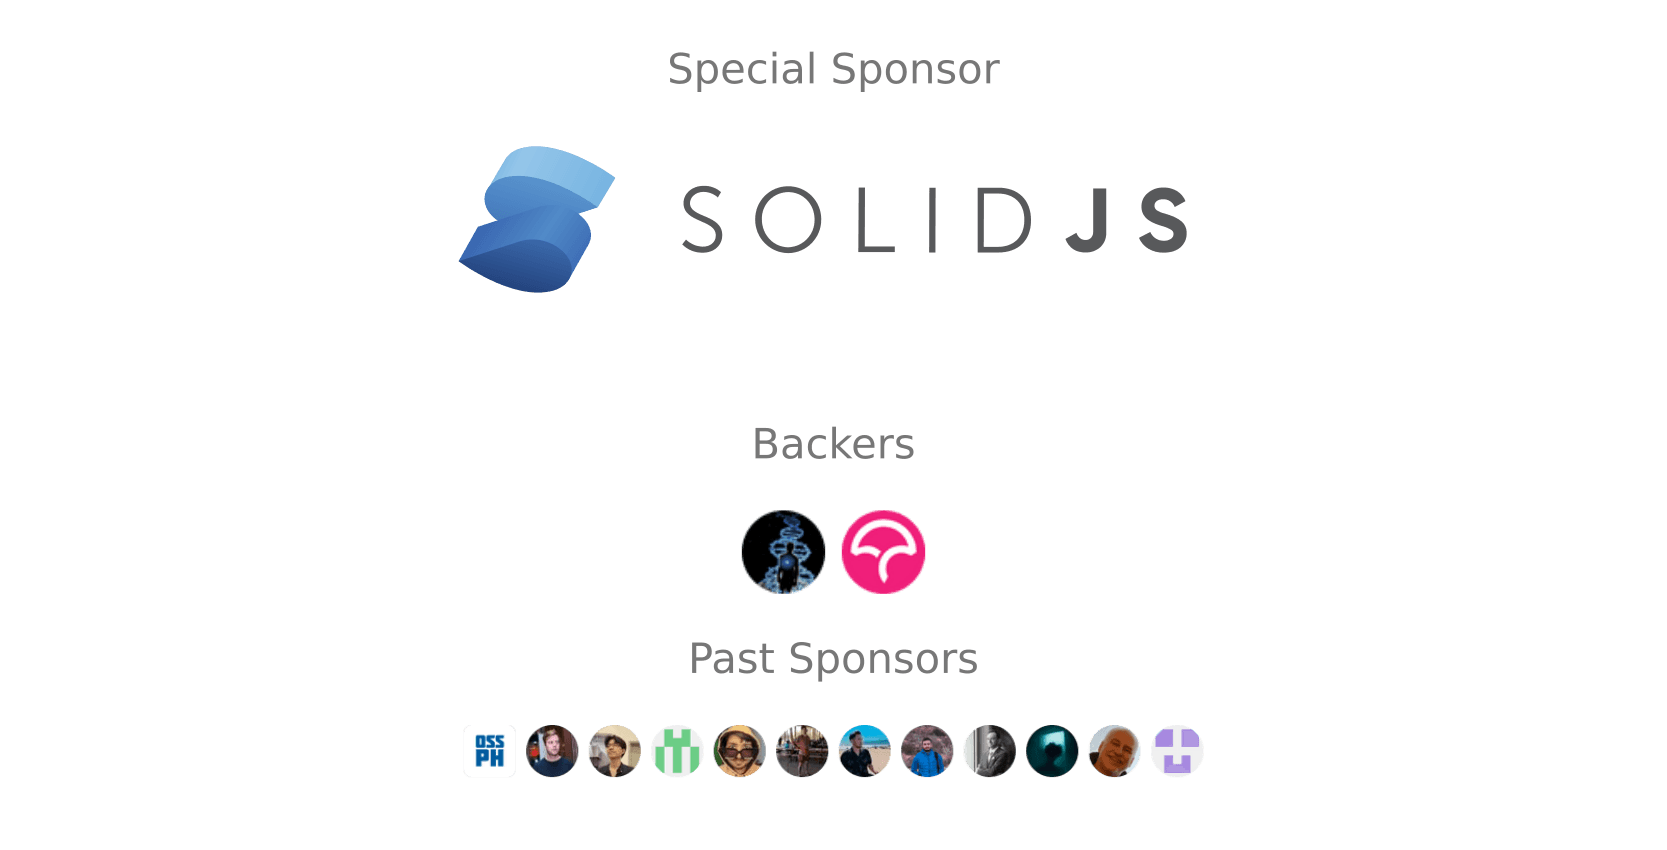 Special Sponsor
SOLIDJS
Backers
Past Sponsors
OSS
PH